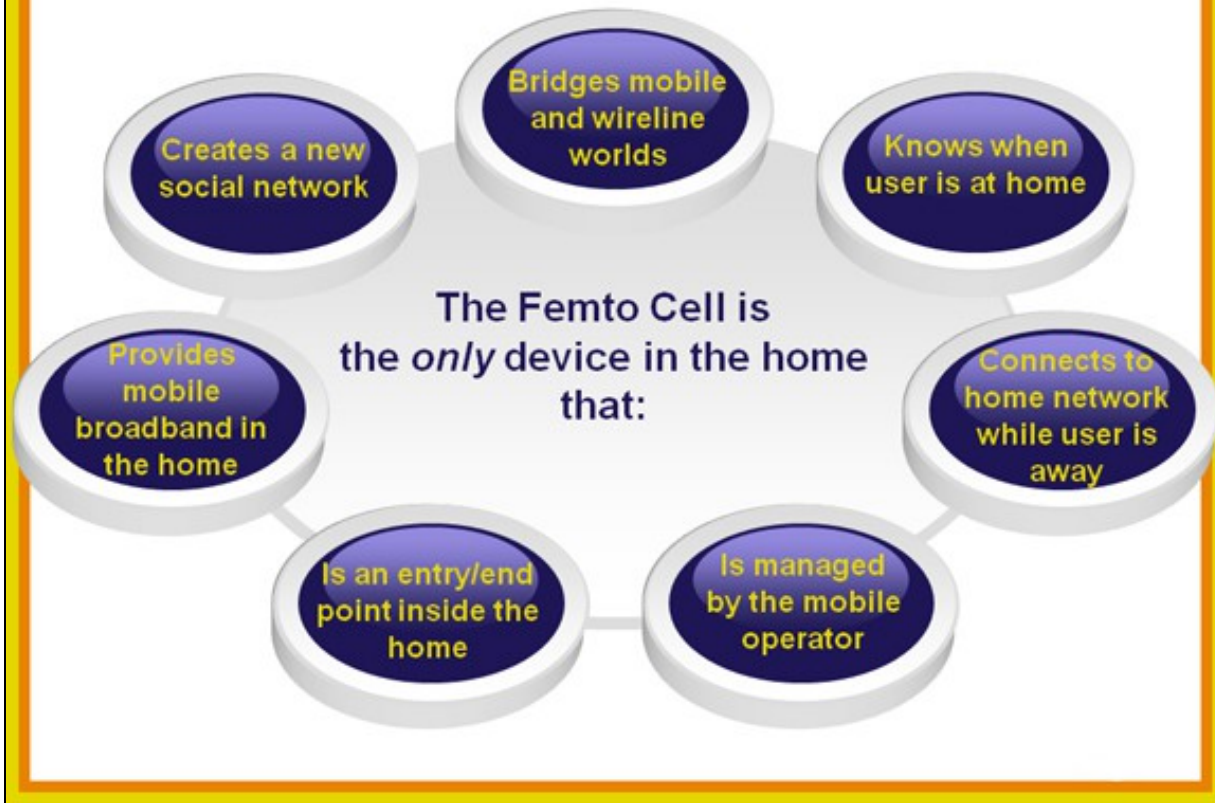 Bridges mobile
and wireline
worlds
Knows when
user is at home
Connects to
home network
while user is
away
Is managed
by the mobile
operator
Is an entry/end
point inside the
home
Provides
mobile
broadband in
the home
Creates a new
social network
The Femto Cell is
the only device in the home
that: